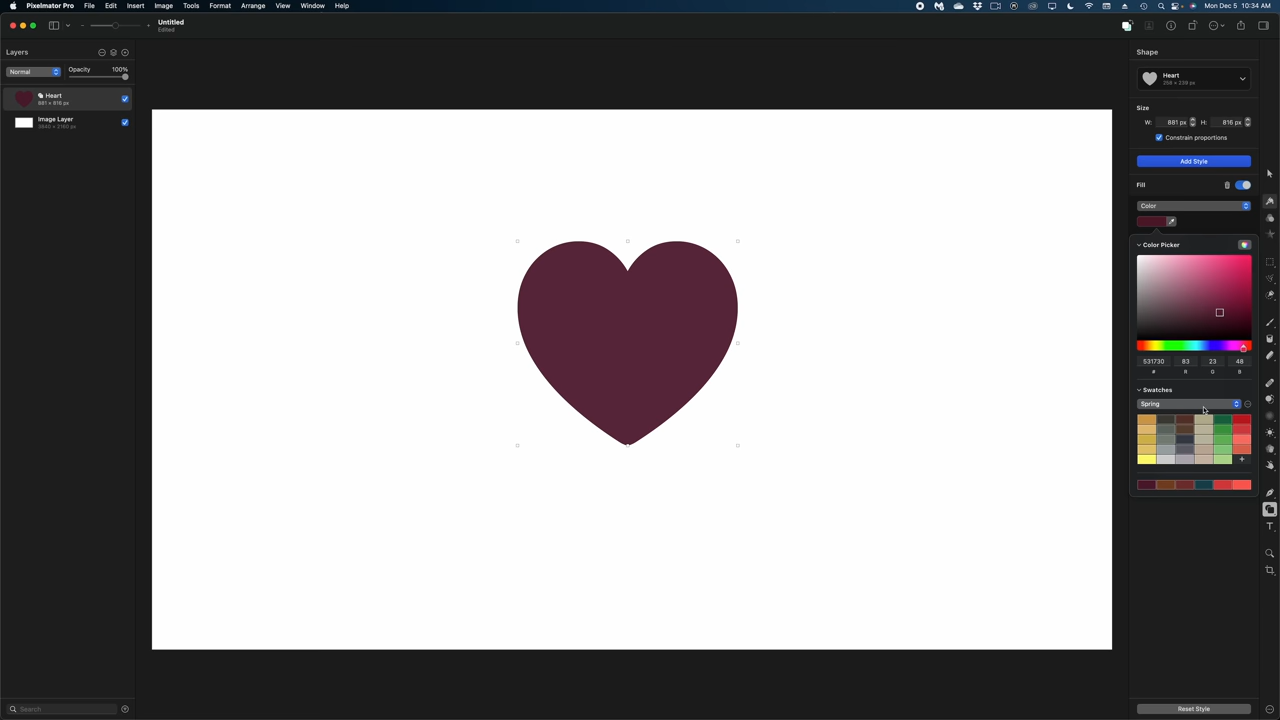 Pixelmator Pro File Edit Insert Image Tools Format Arrange View Window Help Mon Dec 5 10:34 AM
Untitled
Edited
Layers
Normal Opacity 100%
Heart
881 × 816 px
Image Layer
3840 × 2160 px
Search
Shape
Heart
256 × 238 px
Size
W: 881 px H: 816 px
Constrain proportions
Add Style
Fill
Color
Color Picker
531730 83 23 48
# R G B
Swatches
Spring
Reset Style